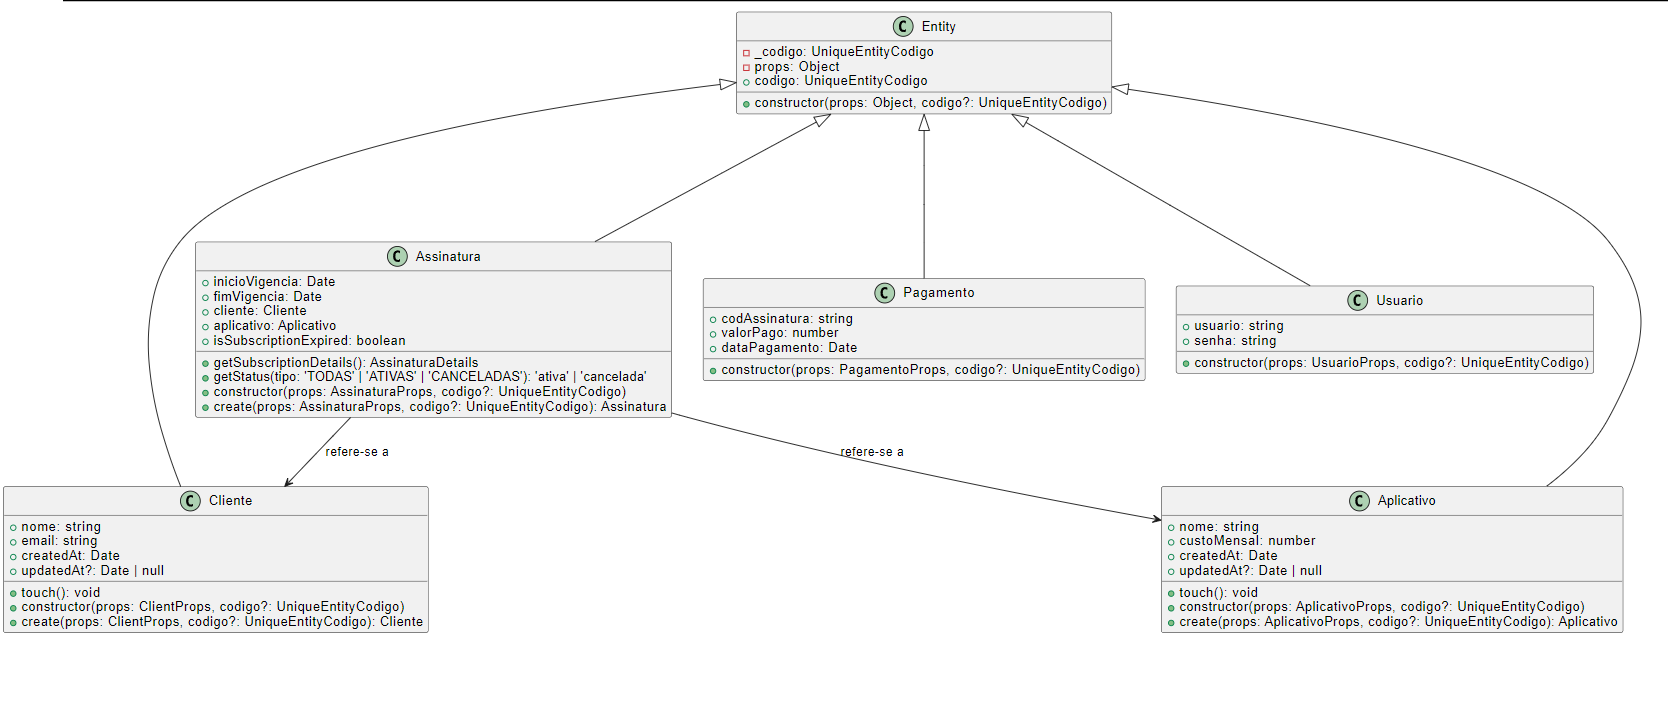 C Entity
_codigo: UniqueEntityCodigo
props: Object
codigo: UniqueEntityCodigo
constructor(props: Object, codigo?: UniqueEntityCodigo)
C Assinatura
inicioVigencia: Date
fimVigencia: Date
cliente: Cliente
aplicativo: Aplicativo
isSubscriptionExpired: boolean
getSubscriptionDetails(): AssinaturaDetails
getStatus(tipo: 'TODAS' | 'ATIVAS' | 'CANCELADAS'): 'ativa' | 'cancelada'
constructor(props: AssinaturaProps, codigo?: UniqueEntityCodigo)
create(props: AssinaturaProps, codigo?: UniqueEntityCodigo): Assinatura
C Pagamento
codAssinatura: string
valorPago: number
dataPagamento: Date
constructor(props: PagamentoProps, codigo?: UniqueEntityCodigo)
C Usuario
usuario: string
senha: string
constructor(props: UsuarioProps, codigo?: UniqueEntityCodigo)
refere-se a
refere-se a
C Cliente
nome: string
email: string
createdAt: Date
updatedAt?: Date | null
touch(): void
constructor(props: ClientProps, codigo?: UniqueEntityCodigo)
create(props: ClientProps, codigo?: UniqueEntityCodigo): Cliente
C Aplicativo
nome: string
custoMensal: number
createdAt: Date
updatedAt?: Date | null
touch(): void
constructor(props: AplicativoProps, codigo?: UniqueEntityCodigo)
create(props: AplicativoProps, codigo?: UniqueEntityCodigo): Aplicativo